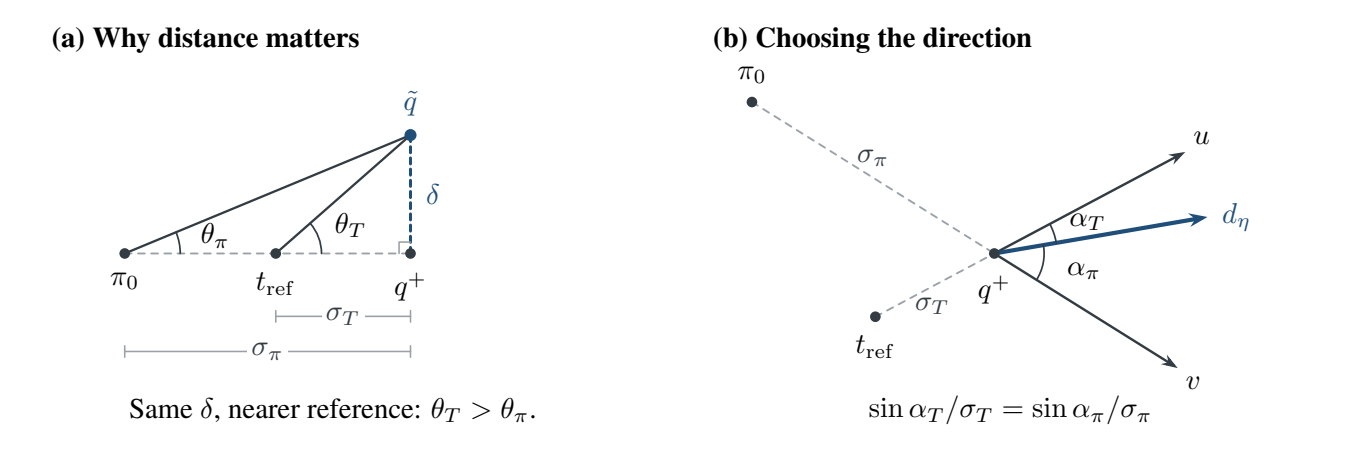 (a) Why distance matters
q̃
δ
θ_π
θ_T
π₀
t_ref
q⁺
σ_T
σ_π
Same δ, nearer reference: θ_T > θ_π.
(b) Choosing the direction
π₀
σ_π
u
α_T
d_η
α_π
q⁺
σ_T
t_ref
v
sin α_T/σ_T = sin α_π/σ_π